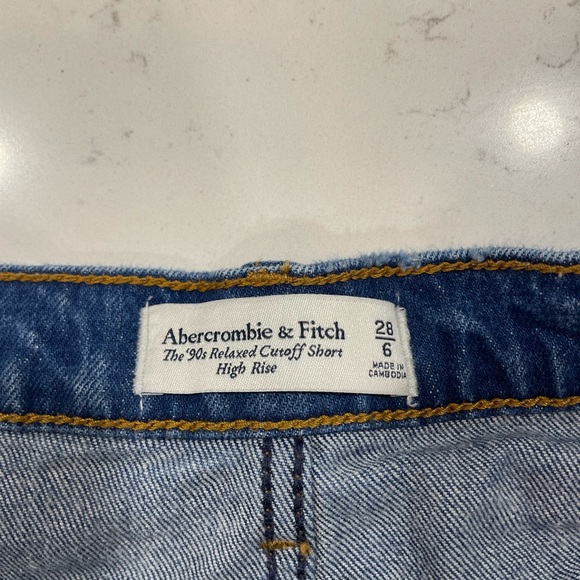 Abercrombie & Fitch
The '90s Relaxed Cutoff Short
High Rise
28
6
MADE IN
CAMBODIA